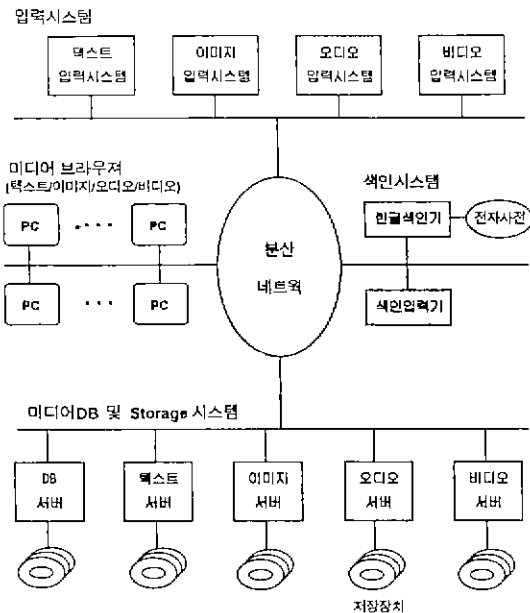 입력시스템
텍스트
입력시스템
이미지
입력시스템
오디오
입력시스템
비디오
입력시스템
미디어 브라우져
(텍스트/이미지/오디오/비디오)
PC
PC
PC
PC
색인시스템
한글색인기
전자사전
색인입력기
분산
네트웍
미디어DB 및 Storage 시스템
DB
서버
텍스트
서버
이미지
서버
오디오
서버
비디오
서버
저장장치